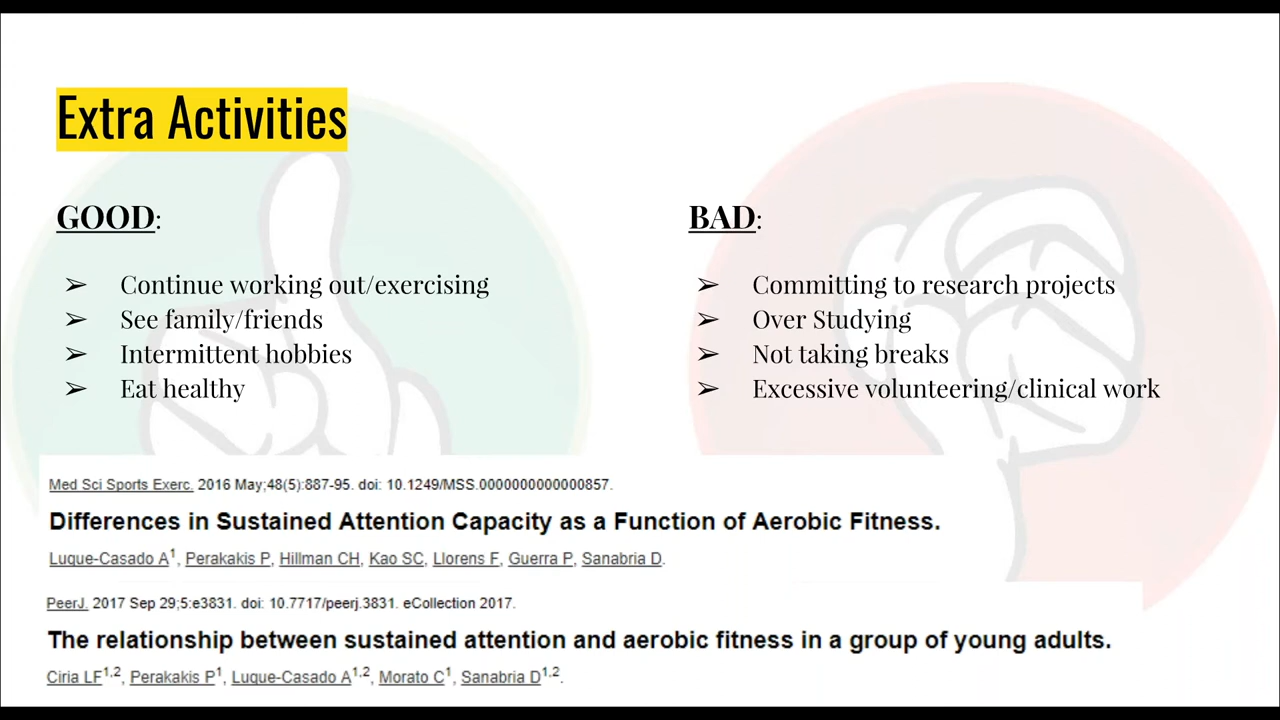 Extra Activities
GOOD:
➢ Continue working out/exercising
➢ See family/friends
➢ Intermittent hobbies
➢ Eat healthy
BAD:
➢ Committing to research projects
➢ Over Studying
➢ Not taking breaks
➢ Excessive volunteering/clinical work
Med Sci Sports Exerc. 2016 May;48(5):887-95. doi: 10.1249/MSS.0000000000000857.
Differences in Sustained Attention Capacity as a Function of Aerobic Fitness.
Luque-Casado A1, Perakakis P, Hillman CH, Kao SC, Llorens F, Guerra P, Sanabria D.
PeerJ. 2017 Sep 29;5:e3831. doi: 10.7717/peerj.3831. eCollection 2017.
The relationship between sustained attention and aerobic fitness in a group of young adults.
Ciria LF1,2, Perakakis P1, Luque-Casado A1,2, Morato C1, Sanabria D1,2.